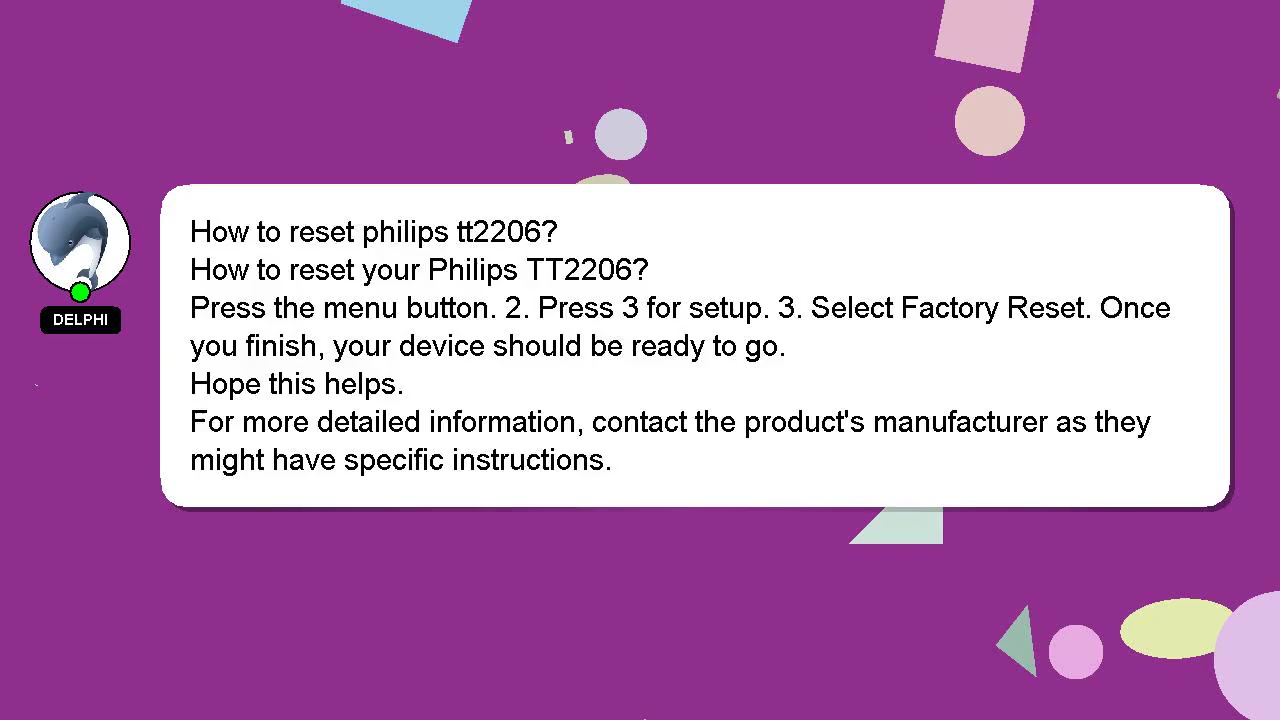 How to reset philips tt2206?
How to reset your Philips TT2206?
Press the menu button. 2. Press 3 for setup. 3. Select Factory Reset. Once
you finish, your device should be ready to go.
Hope this helps.
For more detailed information, contact the product's manufacturer as they
might have specific instructions.
DELPHI